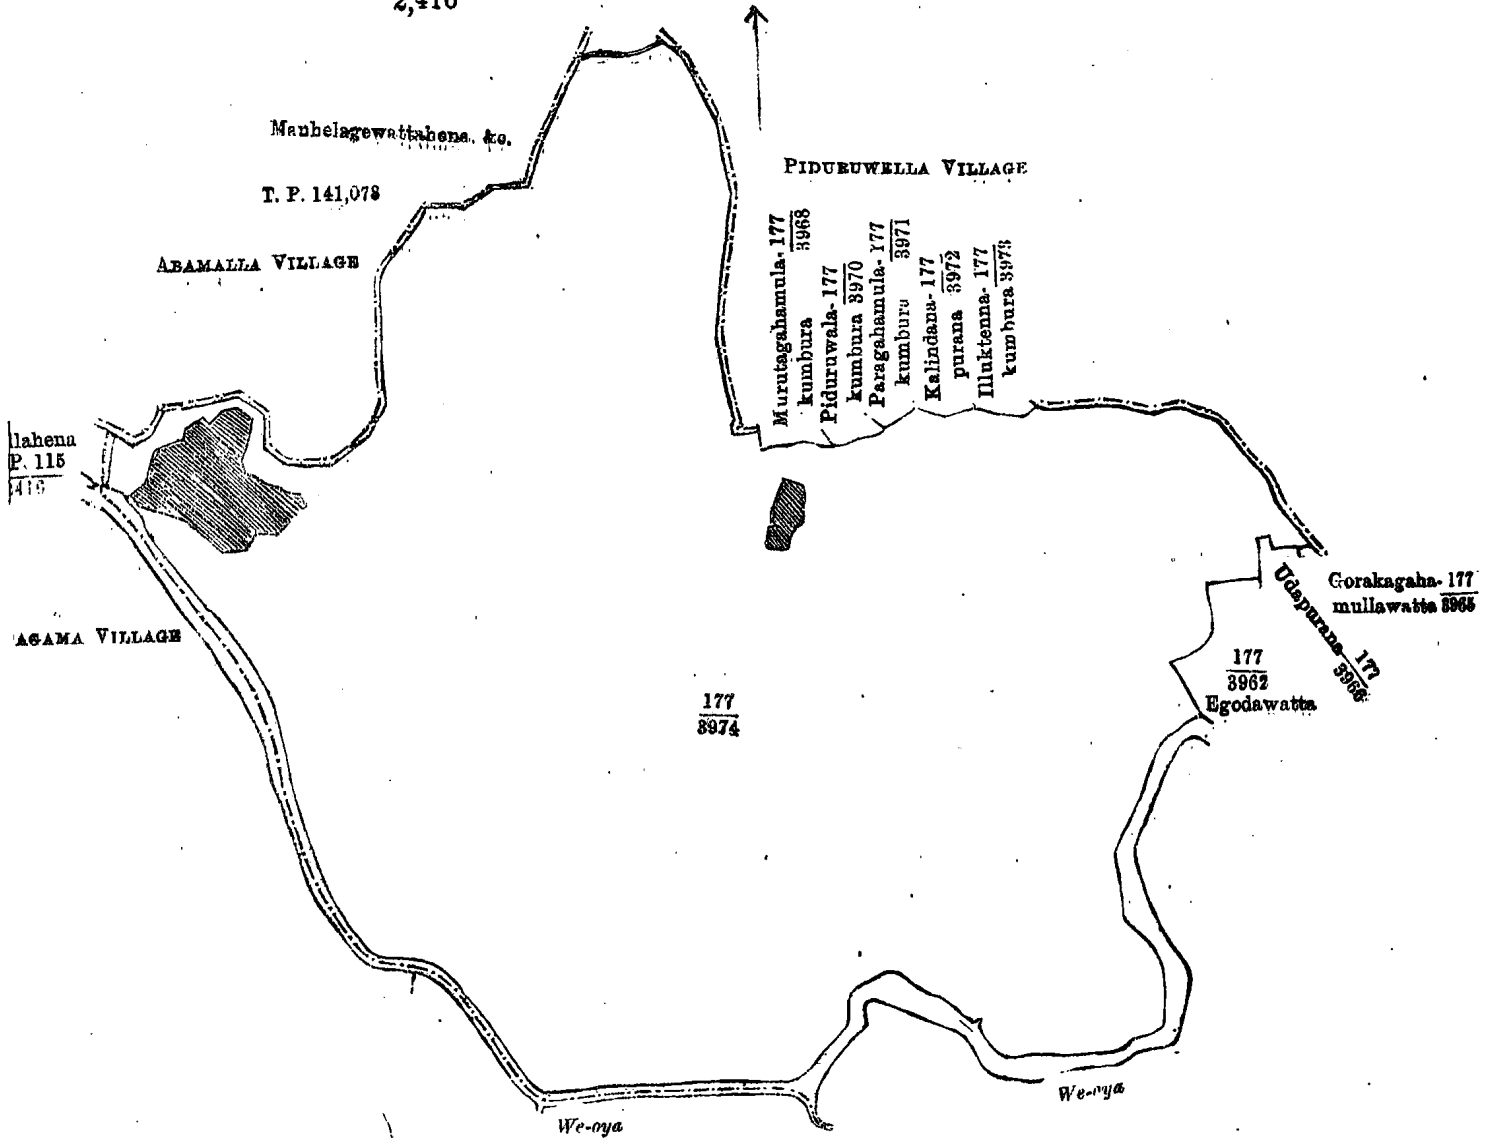 2,410
Manhelagewattahena, &c.
T. P. 141,078
PIDURUWELLA VILLAGE
ABAMALLA VILLAGE
Murutagahamula- 177
kumbura 3968
Piduruwala- 177
kumbura 3970
Paragahamula- 177
kumbura 3971
Kalindana- 177
purana 3972
Illuktenna- 177
kumbura 3973
llahena
P. 115
AGAMA VILLAGE
Gorakagaha- 177
mullawatta 3965
Udapurana 177
3966
177
3962
Egodawatta
177
3974
We-oya
We-oya